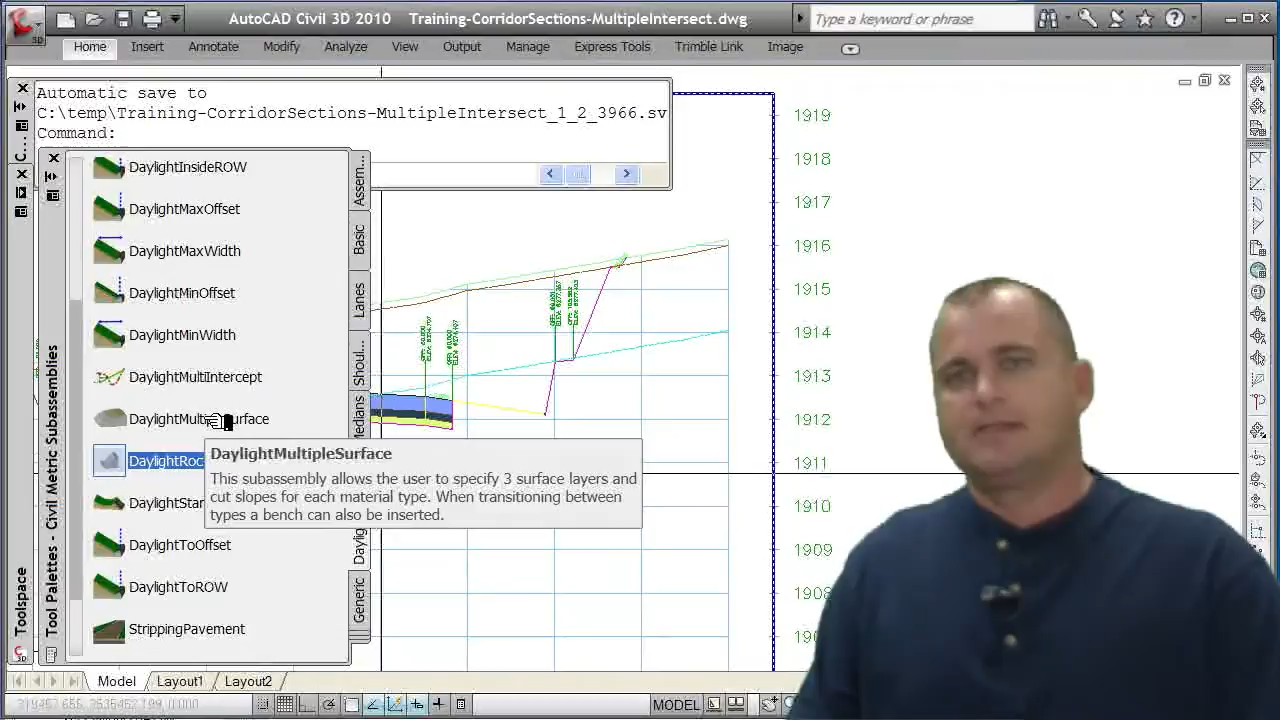 AutoCAD Civil 3D 2010 Training-CorridorSections-MultipleIntersect.dwg
Type a keyword or phrase
Home Insert Annotate Modify Analyze View Output Manage Express Tools Trimble Link Image
Automatic save to
C:\temp\Training-CorridorSections-MultipleIntersect_1_2_3966.sv
Command:
DaylightInsideROW
DaylightMaxOffset
DaylightMaxWidth
DaylightMinOffset
DaylightMinWidth
DaylightMultiIntercept
DaylightRoc
DaylightStan
DaylightToOffset
DaylightToROW
StrippingPavement
DaylightMultipleSurface
This subassembly allows the user to specify 3 surface layers and
cut slopes for each material type. When transitioning between
types a bench can also be inserted.
Assem...
Basic
Lanes
Shoul...
Medians
Daylig
Generic
Toolspace
Tool Palettes - Civil Metric Subassemblies
C...
1919
1918
1917
1916
1915
1914
1913
1912
1911
1910
1909
1908
Model Layout1 Layout2
MODEL